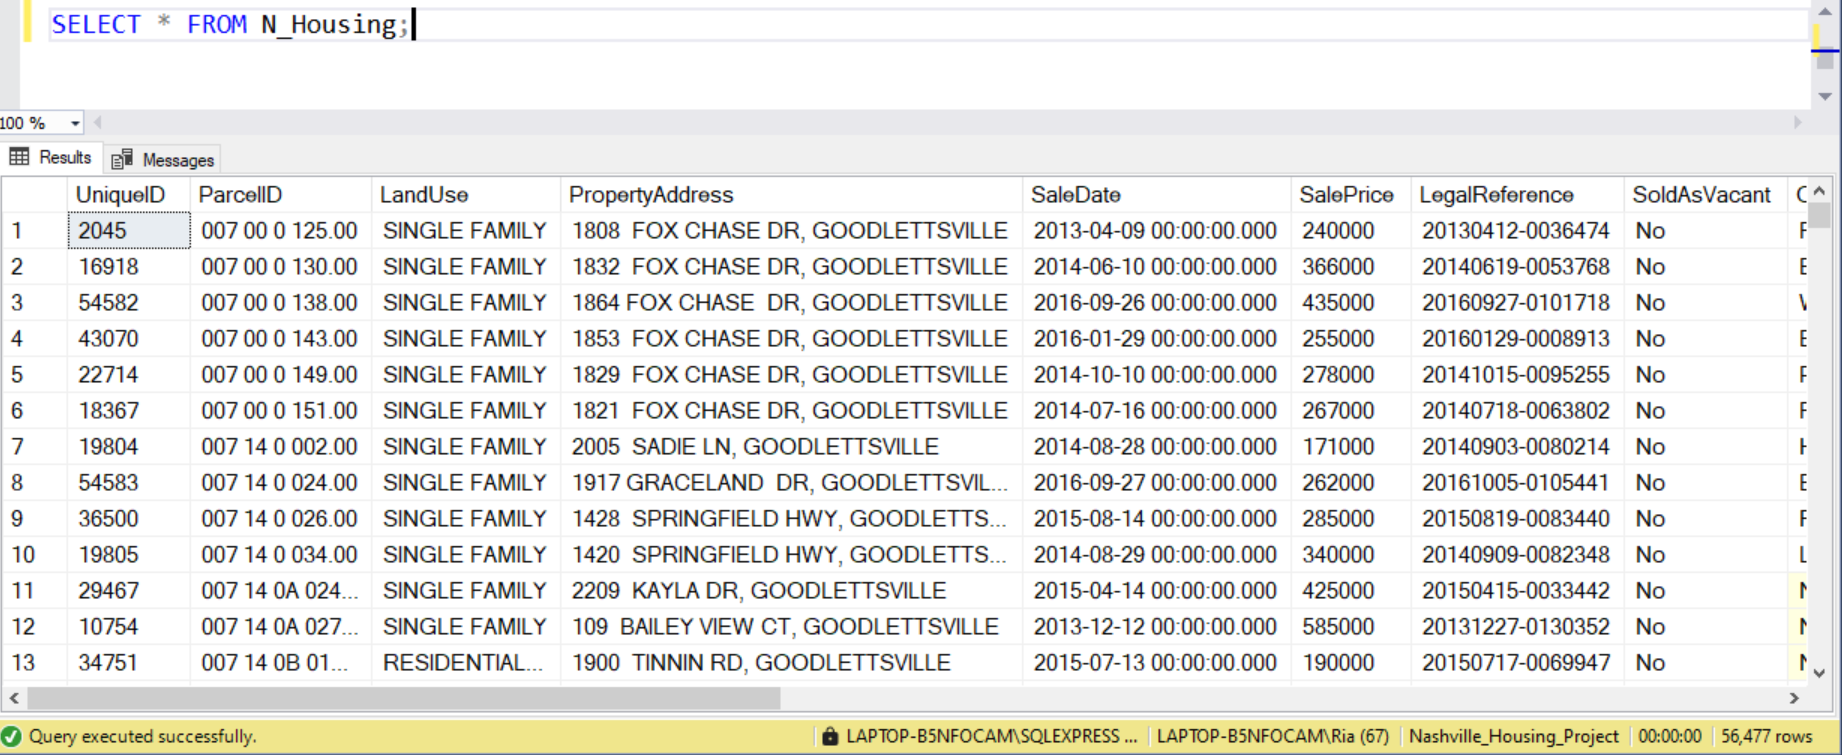 SELECT * FROM N_Housing;
100 %
Results Messages
UniqueID ParcelID LandUse PropertyAddress SaleDate SalePrice LegalReference SoldAsVacant
1 2045 007 00 0 125.00 SINGLE FAMILY 1808 FOX CHASE DR, GOODLETTSVILLE 2013-04-09 00:00:00.000 240000 20130412-0036474 No
2 16918 007 00 0 130.00 SINGLE FAMILY 1832 FOX CHASE DR, GOODLETTSVILLE 2014-06-10 00:00:00.000 366000 20140619-0053768 No
3 54582 007 00 0 138.00 SINGLE FAMILY 1864 FOX CHASE DR, GOODLETTSVILLE 2016-09-26 00:00:00.000 435000 20160927-0101718 No
4 43070 007 00 0 143.00 SINGLE FAMILY 1853 FOX CHASE DR, GOODLETTSVILLE 2016-01-29 00:00:00.000 255000 20160129-0008913 No
5 22714 007 00 0 149.00 SINGLE FAMILY 1829 FOX CHASE DR, GOODLETTSVILLE 2014-10-10 00:00:00.000 278000 20141015-0095255 No
6 18367 007 00 0 151.00 SINGLE FAMILY 1821 FOX CHASE DR, GOODLETTSVILLE 2014-07-16 00:00:00.000 267000 20140718-0063802 No
7 19804 007 14 0 002.00 SINGLE FAMILY 2005 SADIE LN, GOODLETTSVILLE 2014-08-28 00:00:00.000 171000 20140903-0080214 No
8 54583 007 14 0 024.00 SINGLE FAMILY 1917 GRACELAND DR, GOODLETTSVIL... 2016-09-27 00:00:00.000 262000 20161005-0105441 No
9 36500 007 14 0 026.00 SINGLE FAMILY 1428 SPRINGFIELD HWY, GOODLETTS... 2015-08-14 00:00:00.000 285000 20150819-0083440 No
10 19805 007 14 0 034.00 SINGLE FAMILY 1420 SPRINGFIELD HWY, GOODLETTS... 2014-08-29 00:00:00.000 340000 20140909-0082348 No
11 29467 007 14 0A 024... SINGLE FAMILY 2209 KAYLA DR, GOODLETTSVILLE 2015-04-14 00:00:00.000 425000 20150415-0033442 No
12 10754 007 14 0A 027... SINGLE FAMILY 109 BAILEY VIEW CT, GOODLETTSVILLE 2013-12-12 00:00:00.000 585000 20131227-0130352 No
13 34751 007 14 0B 01... RESIDENTIAL... 1900 TINNIN RD, GOODLETTSVILLE 2015-07-13 00:00:00.000 190000 20150717-0069947 No
Query executed successfully. LAPTOP-B5NFOCAM\SQLEXPRESS ... LAPTOP-B5NFOCAM\Ria (67) Nashville_Housing_Project 00:00:00 56,477 rows